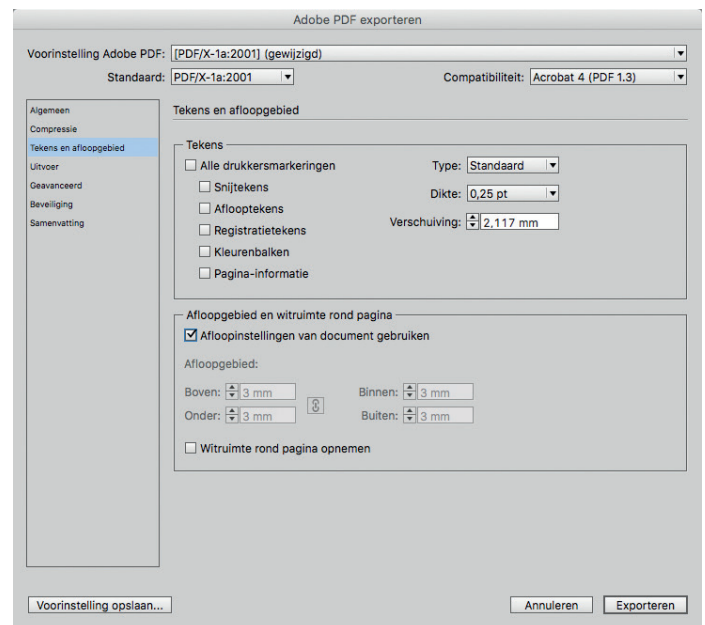 Adobe PDF exporteren
Voorinstelling Adobe PDF: [PDF/X-1a:2001] (gewijzigd)
Standaard: PDF/X-1a:2001 Compatibiliteit: Acrobat 4 (PDF 1.3)
Algemeen
Compressie
Tekens en afloopgebied
Uitvoer
Geavanceerd
Beveiliging
Samenvatting
Tekens en afloopgebied
Tekens
Alle drukkersmarkeringen Type: Standaard
Snijtekens Dikte: 0,25 pt
Aflooptekens Verschuiving: 2,117 mm
Registratietekens
Kleurenbalken
Pagina-informatie
Afloopgebied en witruimte rond pagina
Afloopinstellingen van document gebruiken
Afloopgebied:
Boven: 3 mm Binnen: 3 mm
Onder: 3 mm Buiten: 3 mm
Witruimte rond pagina opnemen
Voorinstelling opslaan... Annuleren Exporteren